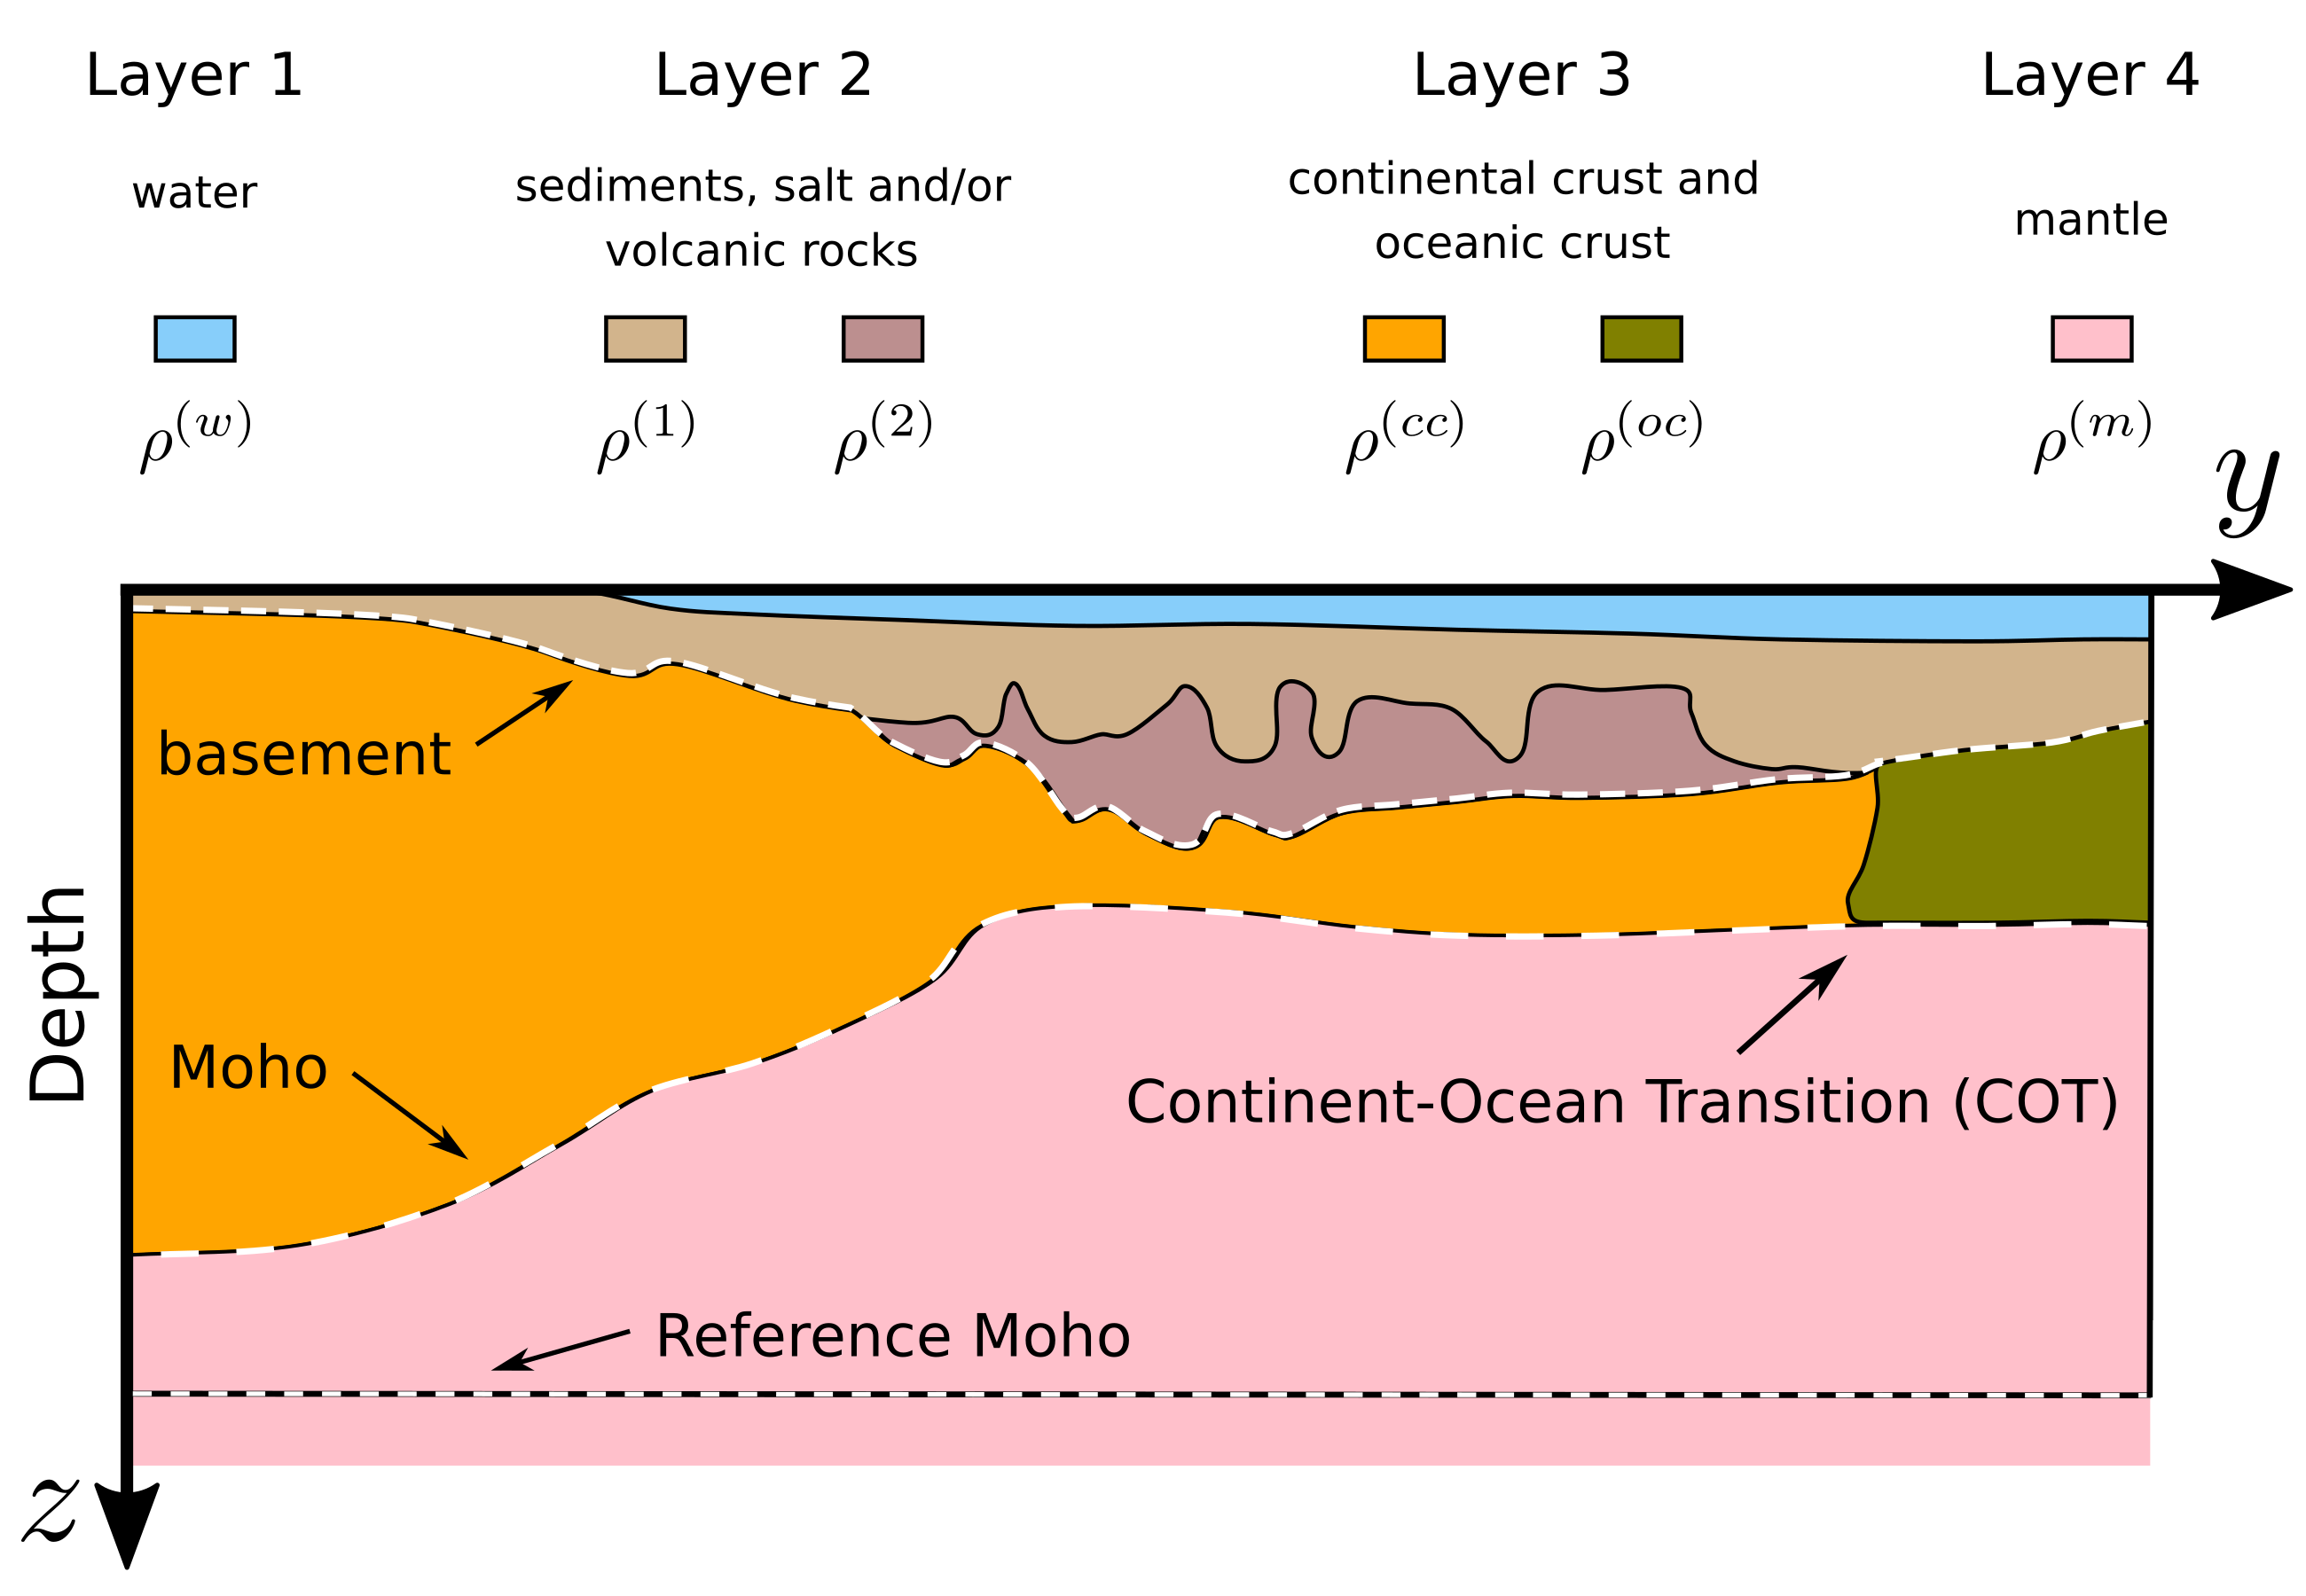 Layer 1
Layer 2
Layer 3
Layer 4
water
sediments, salt and/or
volcanic rocks
continental crust and
oceanic crust
mantle
ρ^(w)
ρ^(1)
ρ^(2)
ρ^(cc)
ρ^(oc)
ρ^(m)
y
basement
Depth
Moho
Continent-Ocean Transition (COT)
Reference Moho
z